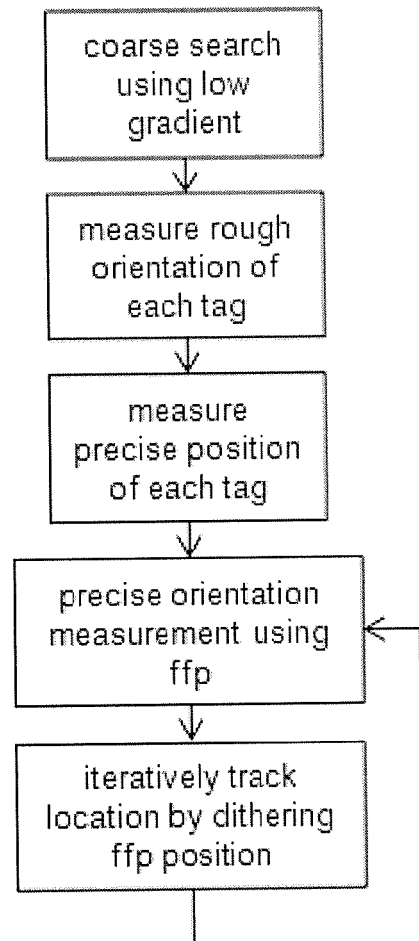 coarse search
using low
gradient
measure rough
orientation of
each tag
measure
precise position
of each tag
precise orientation
measurement using
ffp
iteratively track
location by dithering
ffp position